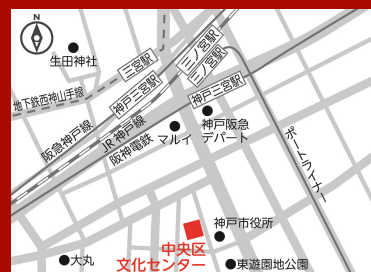 N
生田神社
三宮駅
三ノ宮駅
三ノ宮駅
地下鉄西神山手線
神戸三宮駅
神戸三宮駅
阪急神戸線
JR神戸線
阪神電鉄
マルイ
神戸阪急
デパート
ポートライナー
神戸市役所
中央区
文化センター
大丸
東遊園地公園